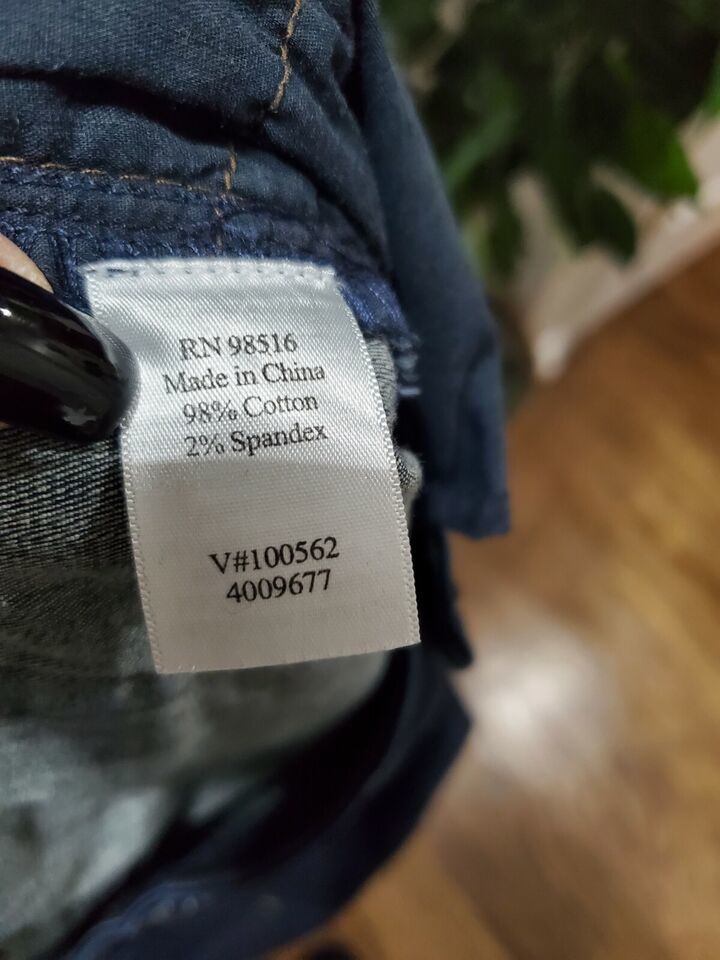 RN 98516
Made in China
98% Cotton
2% Spandex
V#100562
4009677